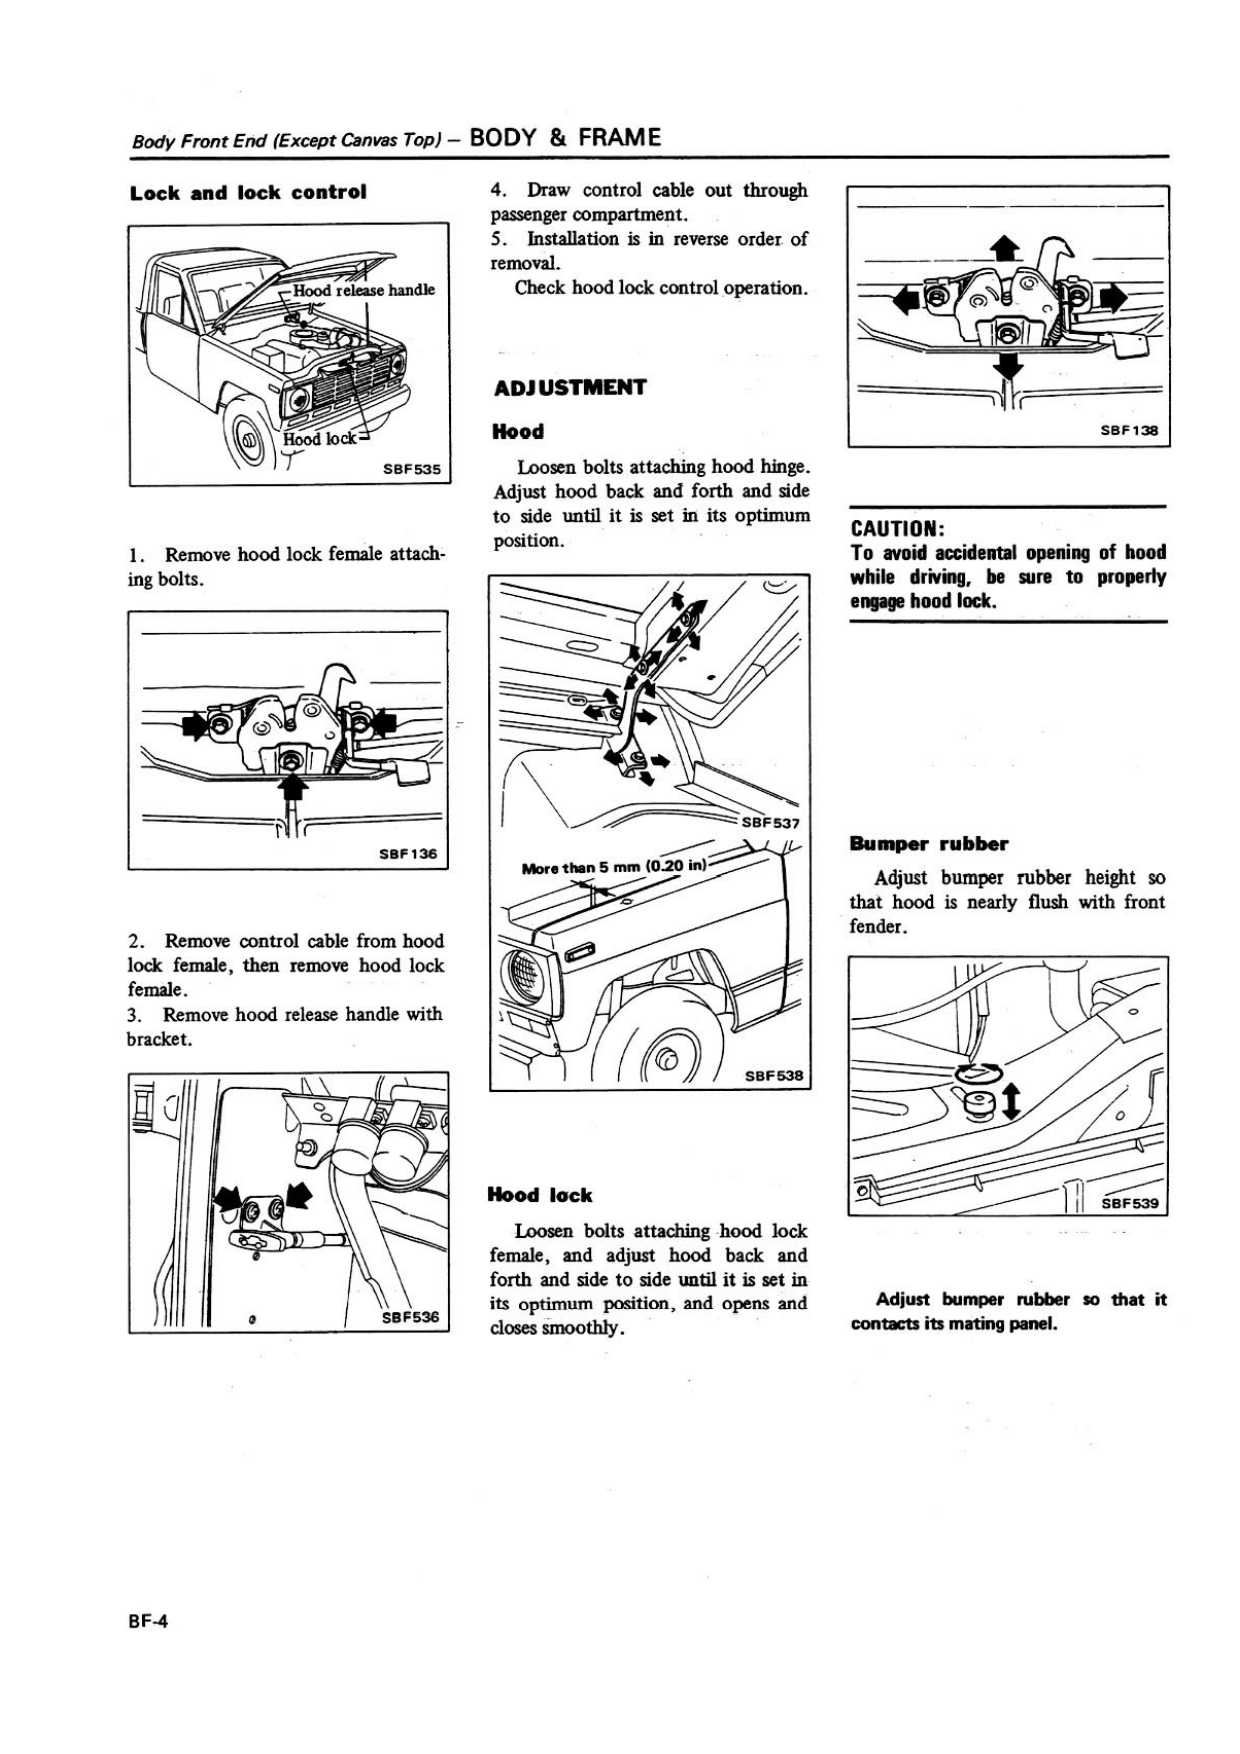 Body Front End (Except Canvas Top) — BODY & FRAME
Lock and lock control
Hood release handle
Hood lock
SBF535
1. Remove hood lock female attach-
ing bolts.
SBF136
2. Remove control cable from hood
lock female, then remove hood lock
female.
3. Remove hood release handle with
bracket.
SBF536
4. Draw control cable out through
passenger compartment.
5. Installation is in reverse order of
removal.
Check hood lock control operation.
ADJUSTMENT
Hood
Loosen bolts attaching hood hinge.
Adjust hood back and forth and side
to side until it is set in its optimum
position.
SBF537
More than 5 mm (0.20 in)
SBF538
Hood lock
Loosen bolts attaching hood lock
female, and adjust hood back and
forth and side to side until it is set in
its optimum position, and opens and
closes smoothly.
SBF138
CAUTION:
To avoid accidental opening of hood
while driving, be sure to properly
engage hood lock.
Bumper rubber
Adjust bumper rubber height so
that hood is nearly flush with front
fender.
SBF539
Adjust bumper rubber so that it
contacts its mating panel.
BF-4